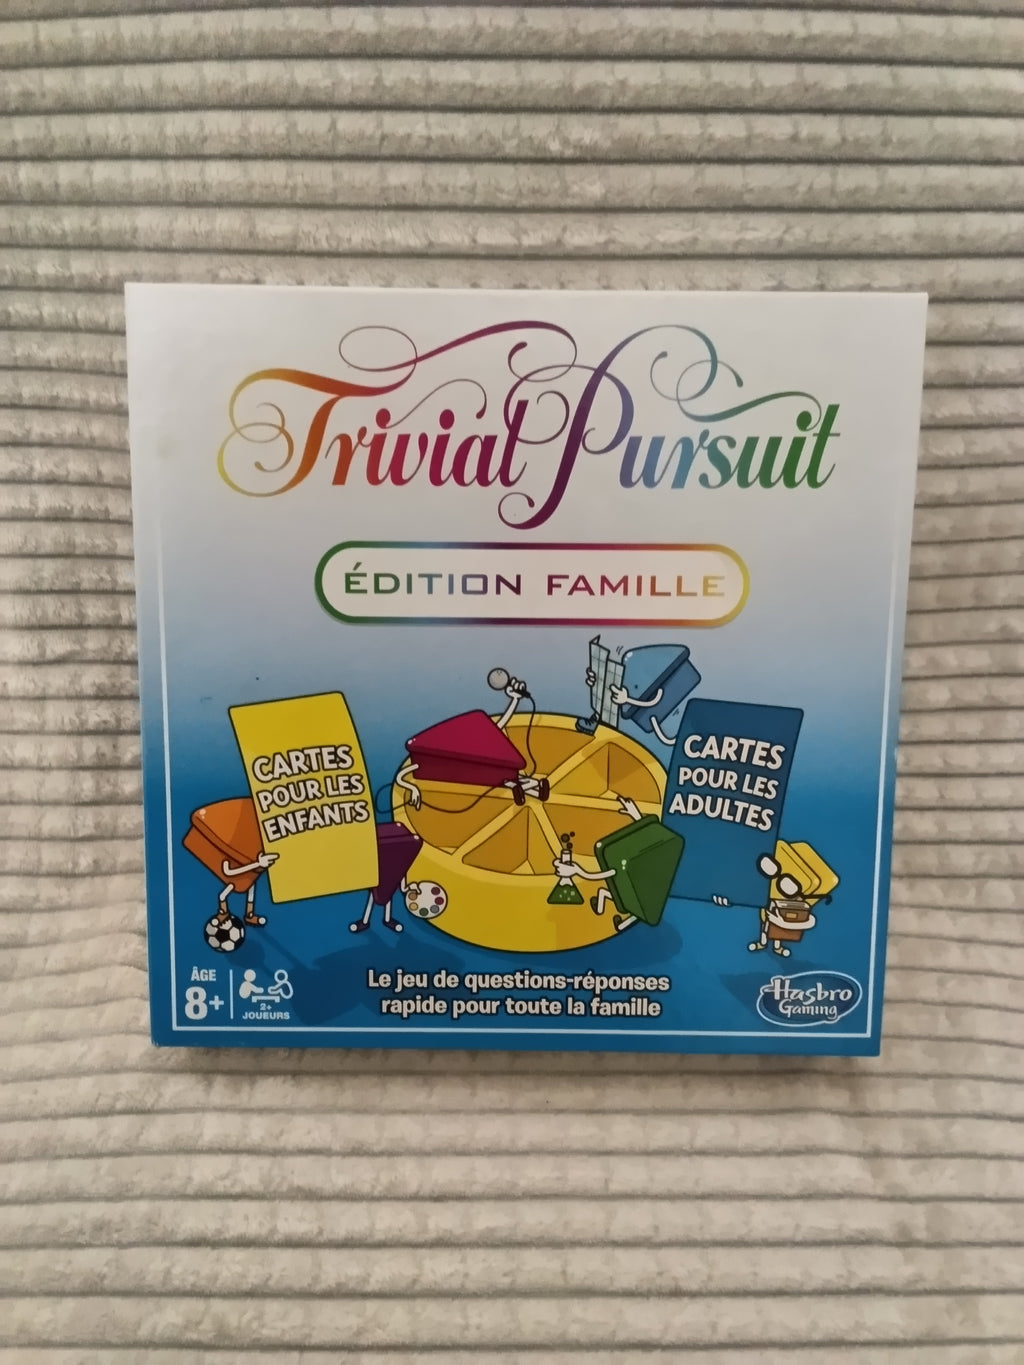 Trivial Pursuit
ÉDITION FAMILLE
CARTES
POUR LES
ENFANTS
CARTES
POUR LES
ADULTES
ÂGE
8+
2+
JOUEURS
Le jeu de questions-réponses
rapide pour toute la famille
Hasbro
Gaming